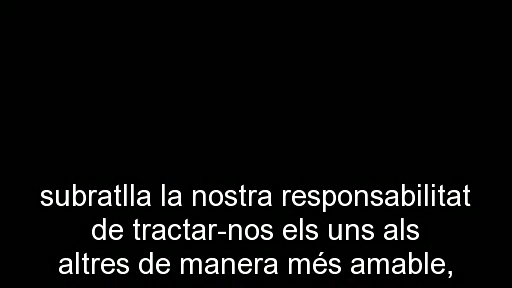 subratlla la nostra responsabilitat
de tractar-nos els uns als
altres de manera més amable,